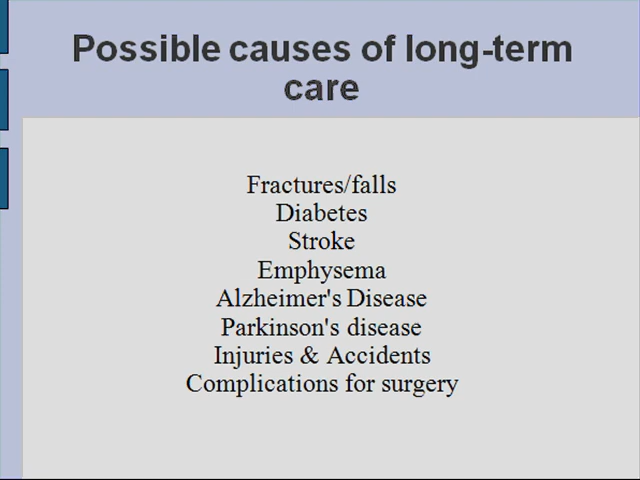 Possible causes of long-term
care
Fractures/falls
Diabetes
Stroke
Emphysema
Alzheimer's Disease
Parkinson's disease
Injuries & Accidents
Complications for surgery